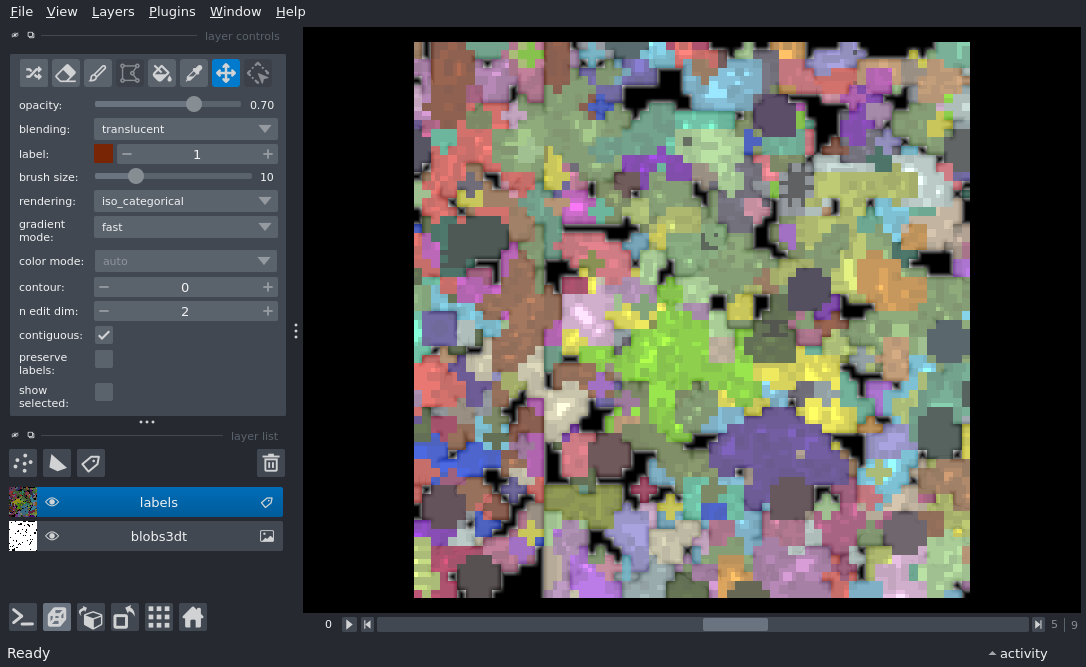 File View Layers Plugins Window Help
layer controls
opacity: 0.70
blending: translucent
label: 1
brush size: 10
rendering: iso_categorical
gradient
mode: fast
color mode: auto
contour: 0
n edit dim: 2
contiguous:
preserve
labels:
show
selected:
layer list
labels
blobs3dt
0 5 | 9
Ready activity